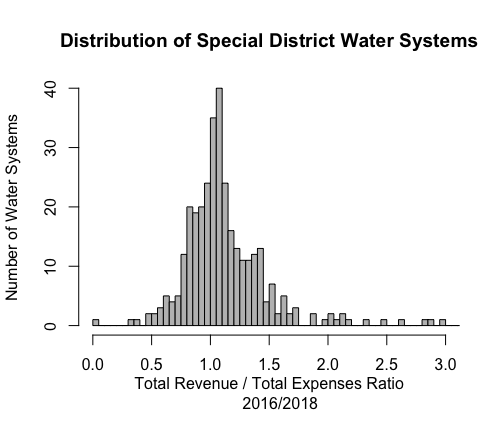 Distribution of Special District Water Systems
Number of Water Systems
40
30
20
10
0
0.0 0.5 1.0 1.5 2.0 2.5 3.0
Total Revenue / Total Expenses Ratio
2016/2018